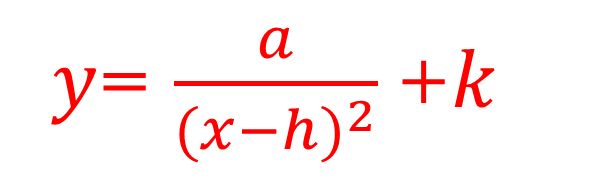 y= a/(x−h)² +k